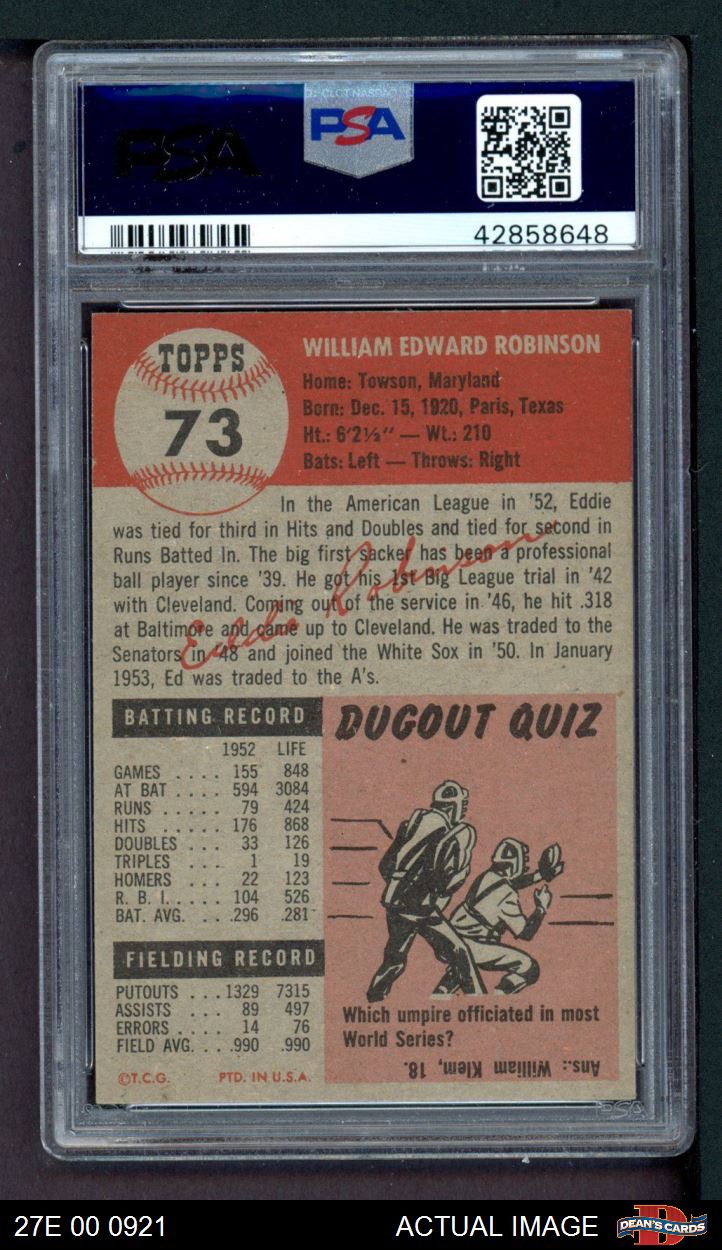 PSA
PSA
42858648
TOPPS
73
WILLIAM EDWARD ROBINSON
Home: Towson, Maryland
Born: Dec. 15, 1920, Paris, Texas
Ht.: 6'2½" — Wt.: 210
Bats: Left — Throws: Right
In the American League in '52, Eddie
was tied for third in Hits and Doubles and tied for second in
Runs Batted In. The big first sacker has been a professional
ball player since '39. He got his 1st Big League trial in '42
with Cleveland. Coming out of the service in '46, he hit .318
at Baltimore and came up to Cleveland. He was traded to the
Senators in '48 and joined the White Sox in '50. In January
1953, Ed was traded to the A's.
Eddie Robinson
BATTING RECORD
1952 LIFE
GAMES .... 155 848
AT BAT .... 594 3084
RUNS ..... 79 424
HITS ..... 176 868
DOUBLES ... 33 126
TRIPLES ... 1 19
HOMERS ... 22 123
R. B. I. .... 104 526
BAT. AVG. ... .296 .281
FIELDING RECORD
PUTOUTS ... 1329 7315
ASSISTS ... 89 497
ERRORS .... 14 76
FIELD AVG. ... .990 .990
©T.C.G. PTD. IN U.S.A.
DUGOUT QUIZ
Which umpire officiated in most
World Series?
Ans.: William Klem, 18.
PSA
27E 00 0921 ACTUAL IMAGE DEAN'S CARDS